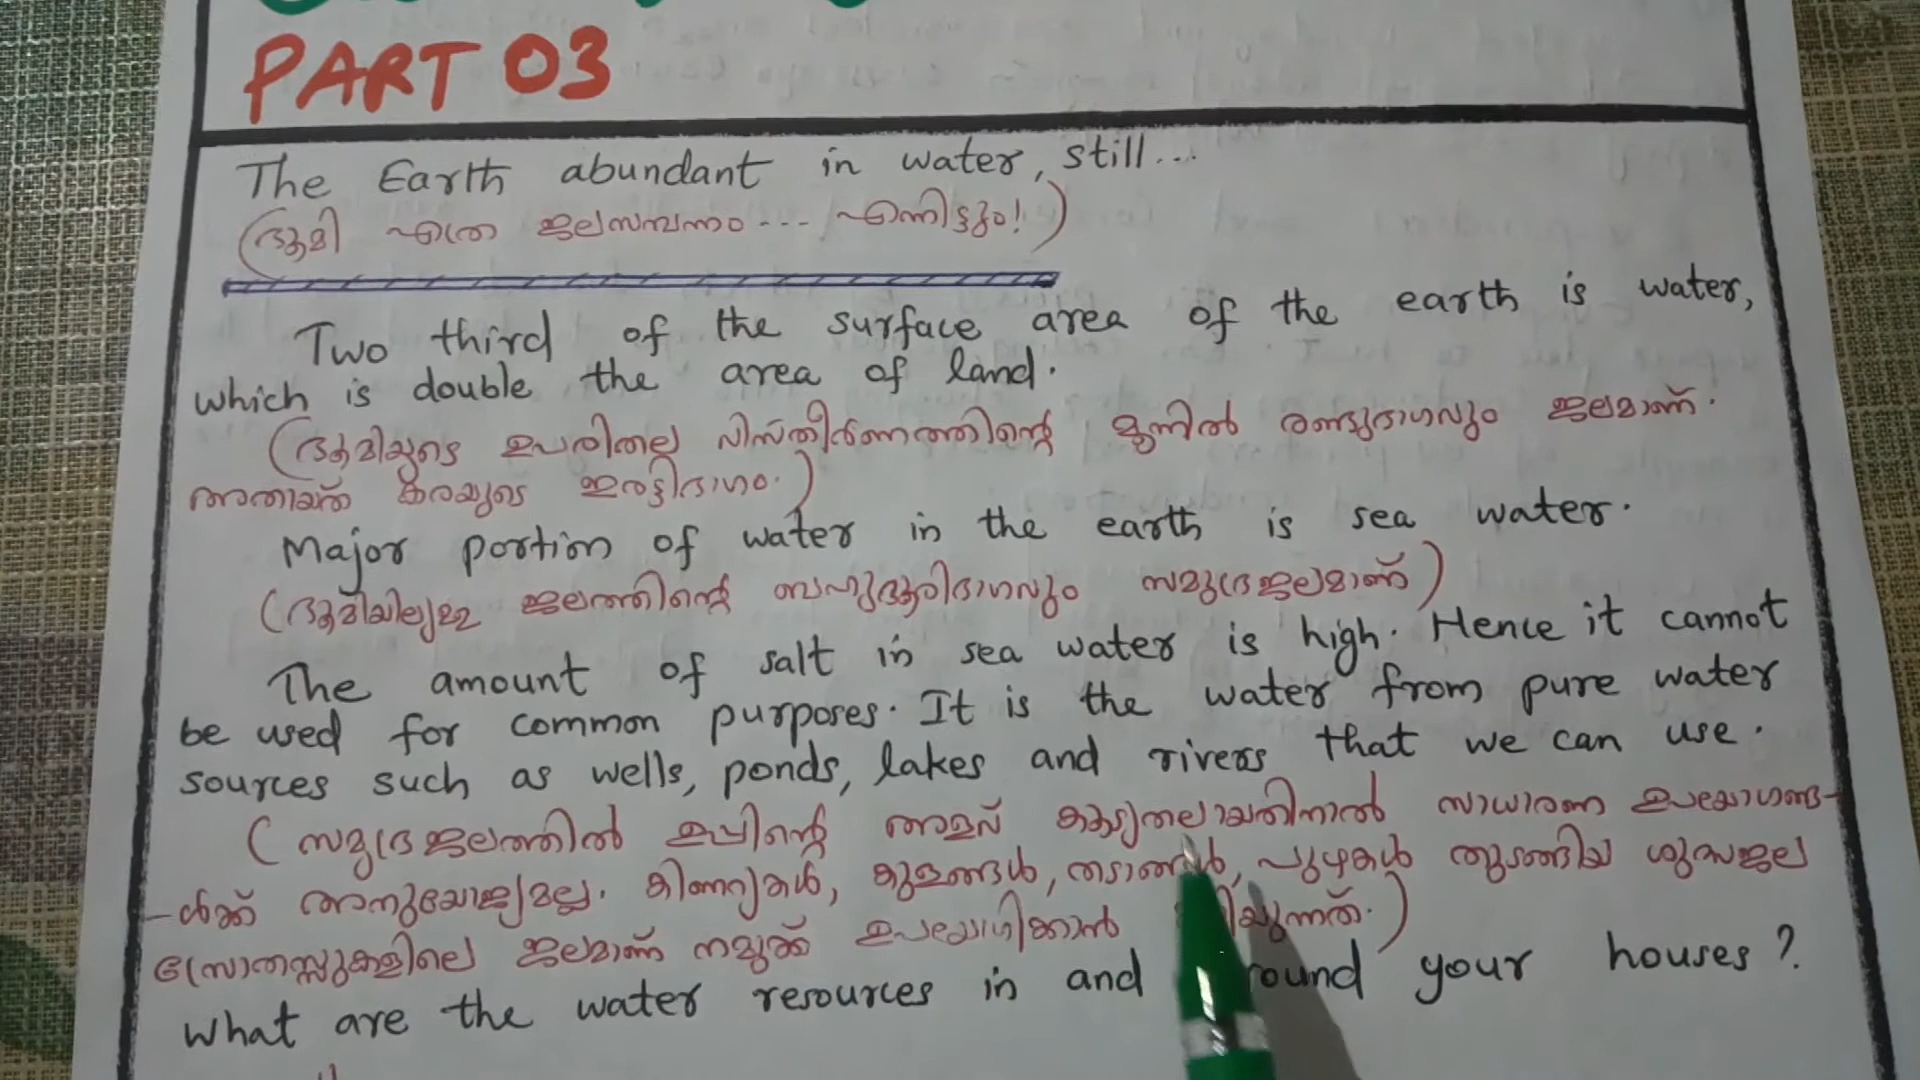 PART 03
The Earth abundant in water, still...
(ഭൂമി എത്ര ജലസമ്പന്നം --- എന്നിട്ടും!)
Two third of the surface area of the earth is water,
which is double the area of land.
(ഭൂമിയുടെ ഉപരിതല വിസ്തീർണത്തിന്റെ മൂന്നിൽ രണ്ടുഭാഗവും ജലമാണ്.
അതായത് കരയുടെ ഇരട്ടിഭാഗം.)
Major portion of water in the earth is sea water.
(ഭൂമിയിലുള്ള ജലത്തിന്റെ ബഹുഭൂരിഭാഗവും സമുദ്രജലമാണ്)
The amount of salt in sea water is high. Hence it cannot
be used for common purposes. It is the water from pure water
sources such as wells, ponds, lakes and rivers that we can use.
(സമുദ്രജലത്തിൽ ഉപ്പിന്റെ അളവ് കൂടുതലായതിനാൽ സാധാരണ ഉപയോഗങ്ങ-
-ൾക്ക് അനുയോജ്യമല്ല. കിണറുകൾ, കുളങ്ങൾ, തടാങ്ങൾ, പുഴകൾ തുടങ്ങിയ ശുദ്ധജല
സ്രോതസ്സുകളിലെ ജലമാണ് നമുക്ക് ഉപയോഗിക്കാൻ
What are the water resources in and around your houses?